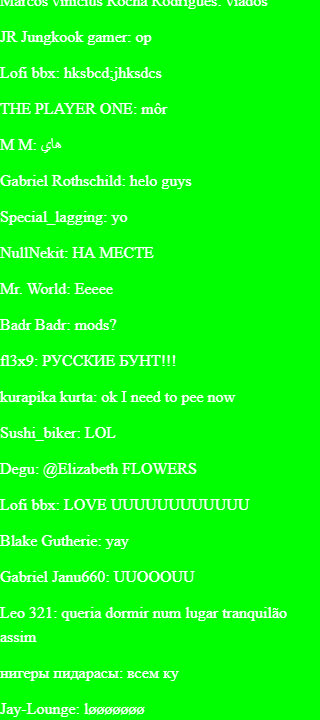 Marcos vinicius Rocha Rodrigues: viados
JR Jungkook gamer: op
Lofi bbx: hksbcd;jhksdcs
THE PLAYER ONE: môr
M M: هاي
Gabriel Rothschild: helo guys
Special_lagging: yo
NullNekit: НА МЕСТЕ
Mr. World: Eeeee
Badr Badr: mods?
fl3x9: РУССКИЕ БУНТ!!!
kurapika kurta: ok I need to pee now
Sushi_biker: LOL
Degu: @Elizabeth FLOWERS
Lofi bbx: LOVE UUUUUUUUUUUU
Blake Gutherie: yay
Gabriel Janu660: UUOOOUU
Leo 321: queria dormir num lugar tranquilão
assim
нигеры пидарасы: всем ку
Jay-Lounge: løøøøøøø